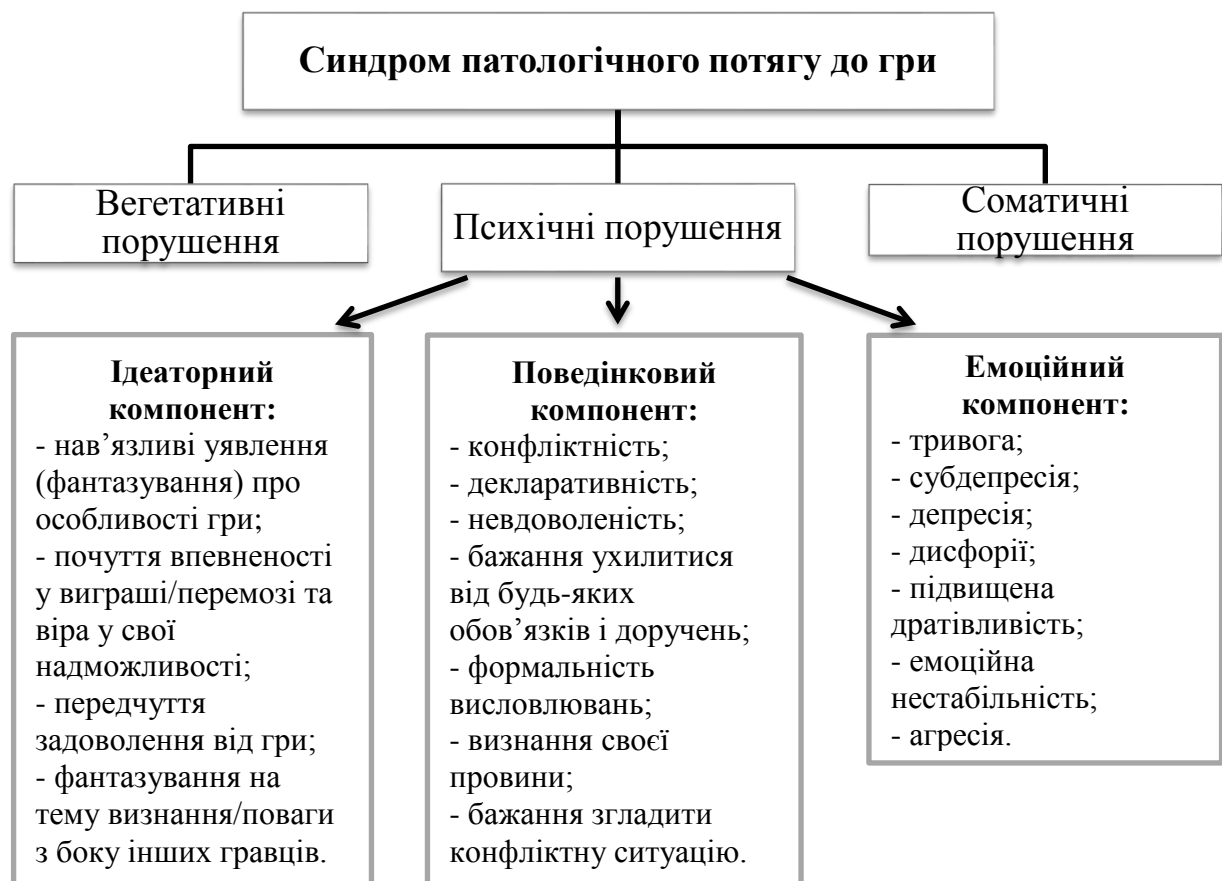 Синдром патологічного потягу до гри
Вегетативні
порушення
Психічні порушення
Соматичні
порушення
Ідеаторний
компонент:
- нав’язливі уявлення
(фантазування) про
особливості гри;
- почуття впевненості
у виграші/перемозі та
віра у свої
надможливості;
- передчуття
задоволення від гри;
- фантазування на
тему визнання/поваги
з боку інших гравців.
Поведінковий
компонент:
- конфліктність;
- декларативність;
- невдоволеність;
- бажання ухилитися
від будь-яких
обов’язків і доручень;
- формальність
висловлювань;
- визнання своєї
провини;
- бажання згладити
конфліктну ситуацію.
Емоційний
компонент:
- тривога;
- субдепресія;
- депресія;
- дисфорії;
- підвищена
дратівливість;
- емоційна
нестабільність;
- агресія.